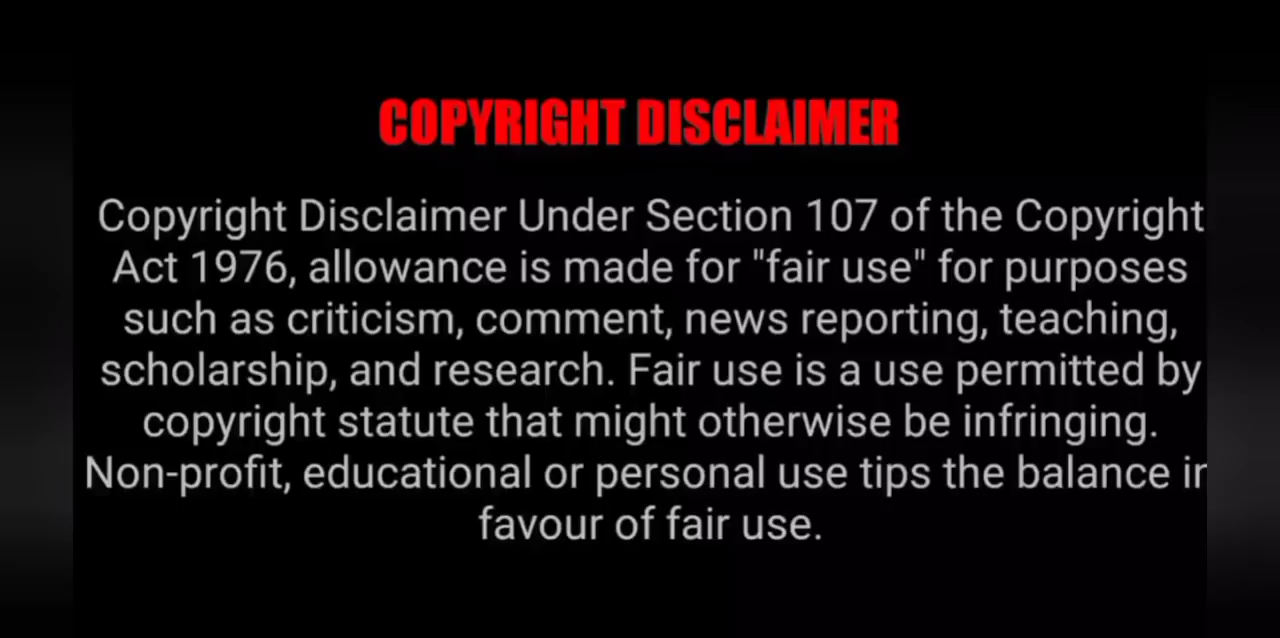 COPYRIGHT DISCLAIMER
Copyright Disclaimer Under Section 107 of the Copyright
Act 1976, allowance is made for "fair use" for purposes
such as criticism, comment, news reporting, teaching,
scholarship, and research. Fair use is a use permitted by
copyright statute that might otherwise be infringing.
Non-profit, educational or personal use tips the balance in
favour of fair use.